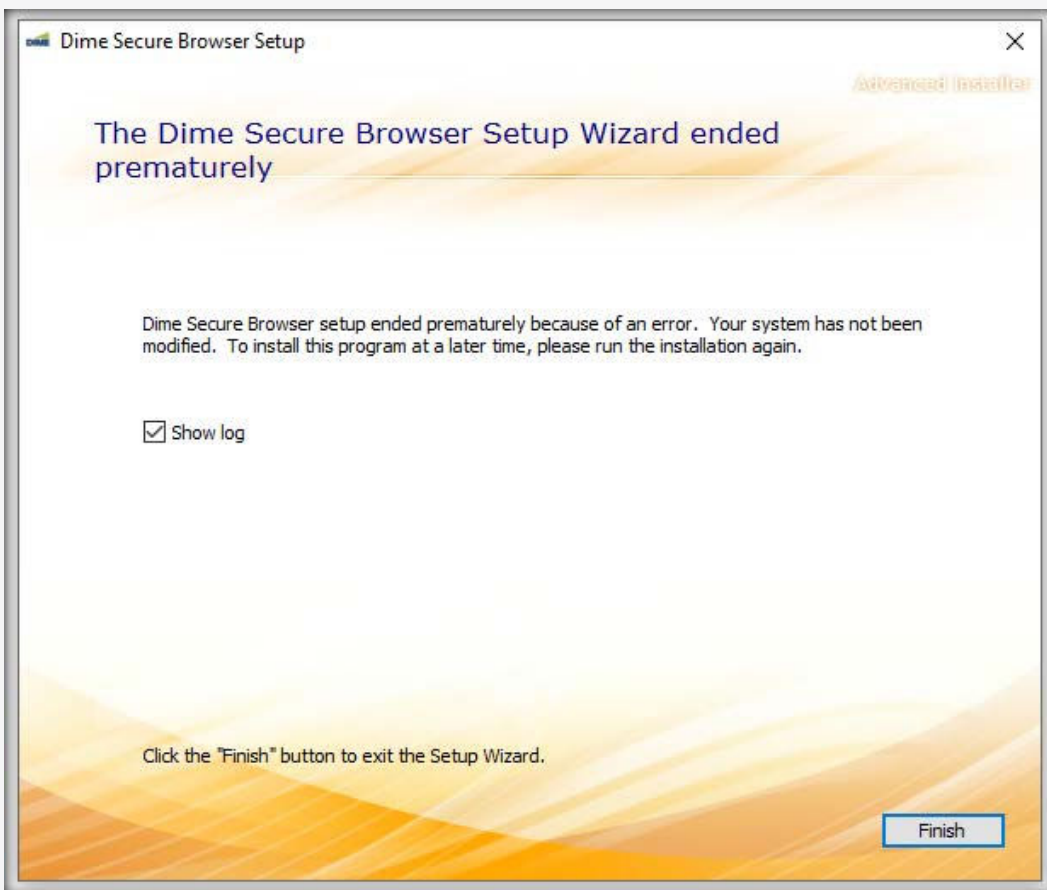 DIME Dime Secure Browser Setup
Advanced Installer
The Dime Secure Browser Setup Wizard ended
prematurely
Dime Secure Browser setup ended prematurely because of an error. Your system has not been
modified. To install this program at a later time, please run the installation again.
Show log
Click the "Finish" button to exit the Setup Wizard.
Finish